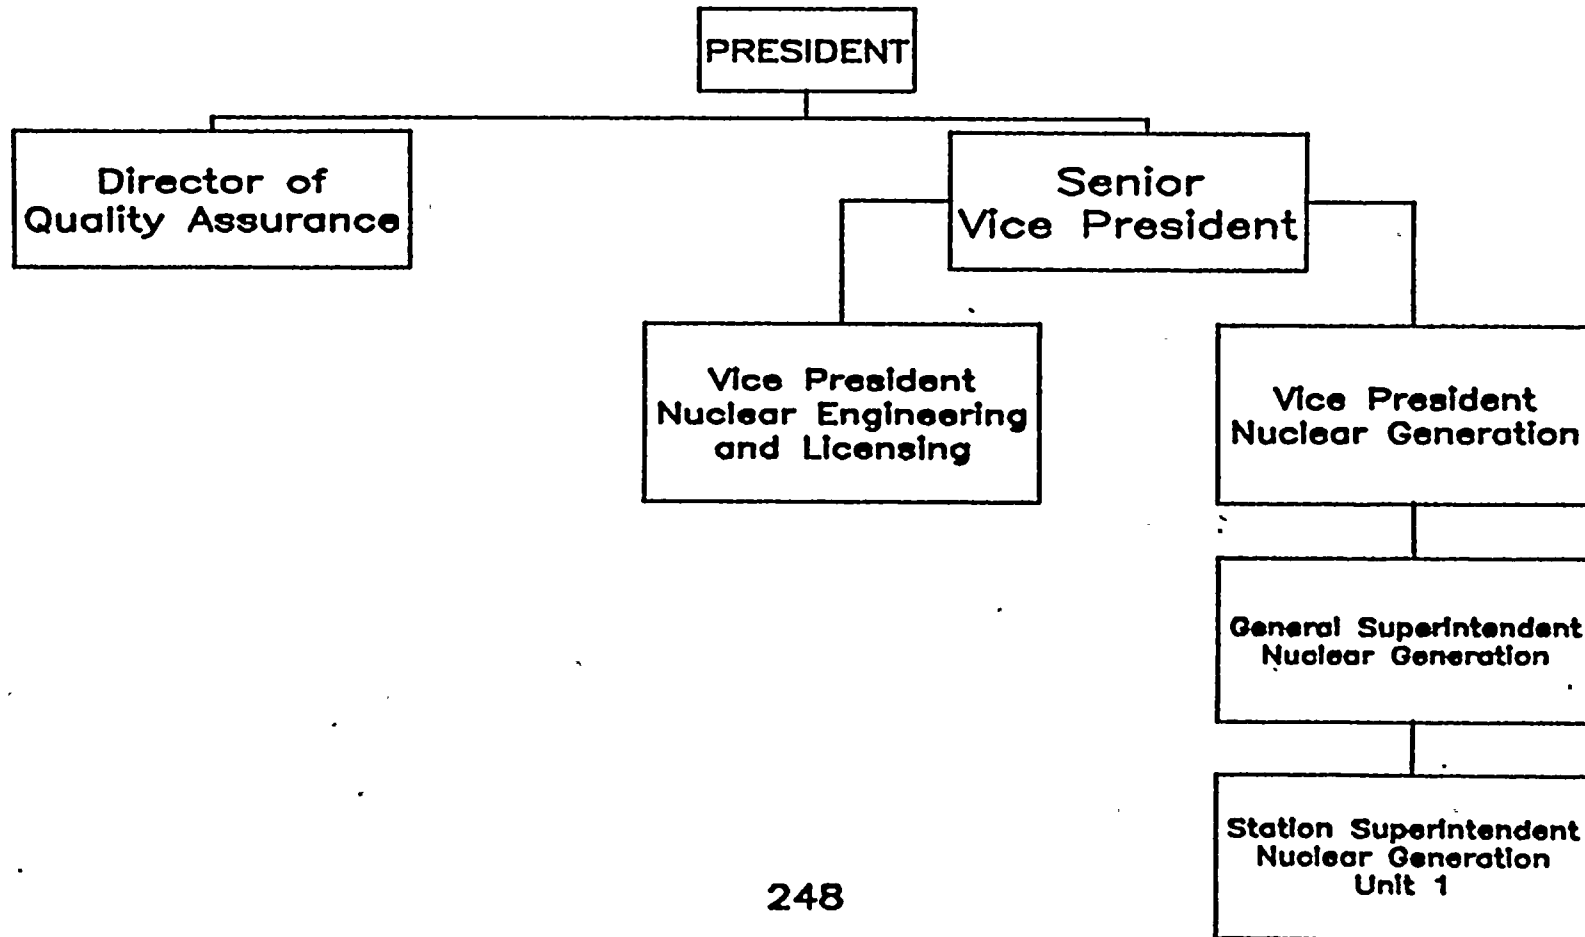 PRESIDENT
Director of
Quality Assurance
Senior
Vice President
Vice President
Nuclear Engineering
and Licensing
Vice President
Nuclear Generation
General Superintendent
Nuclear Generation
Station Superintendent
Nuclear Generation
Unit 1
248